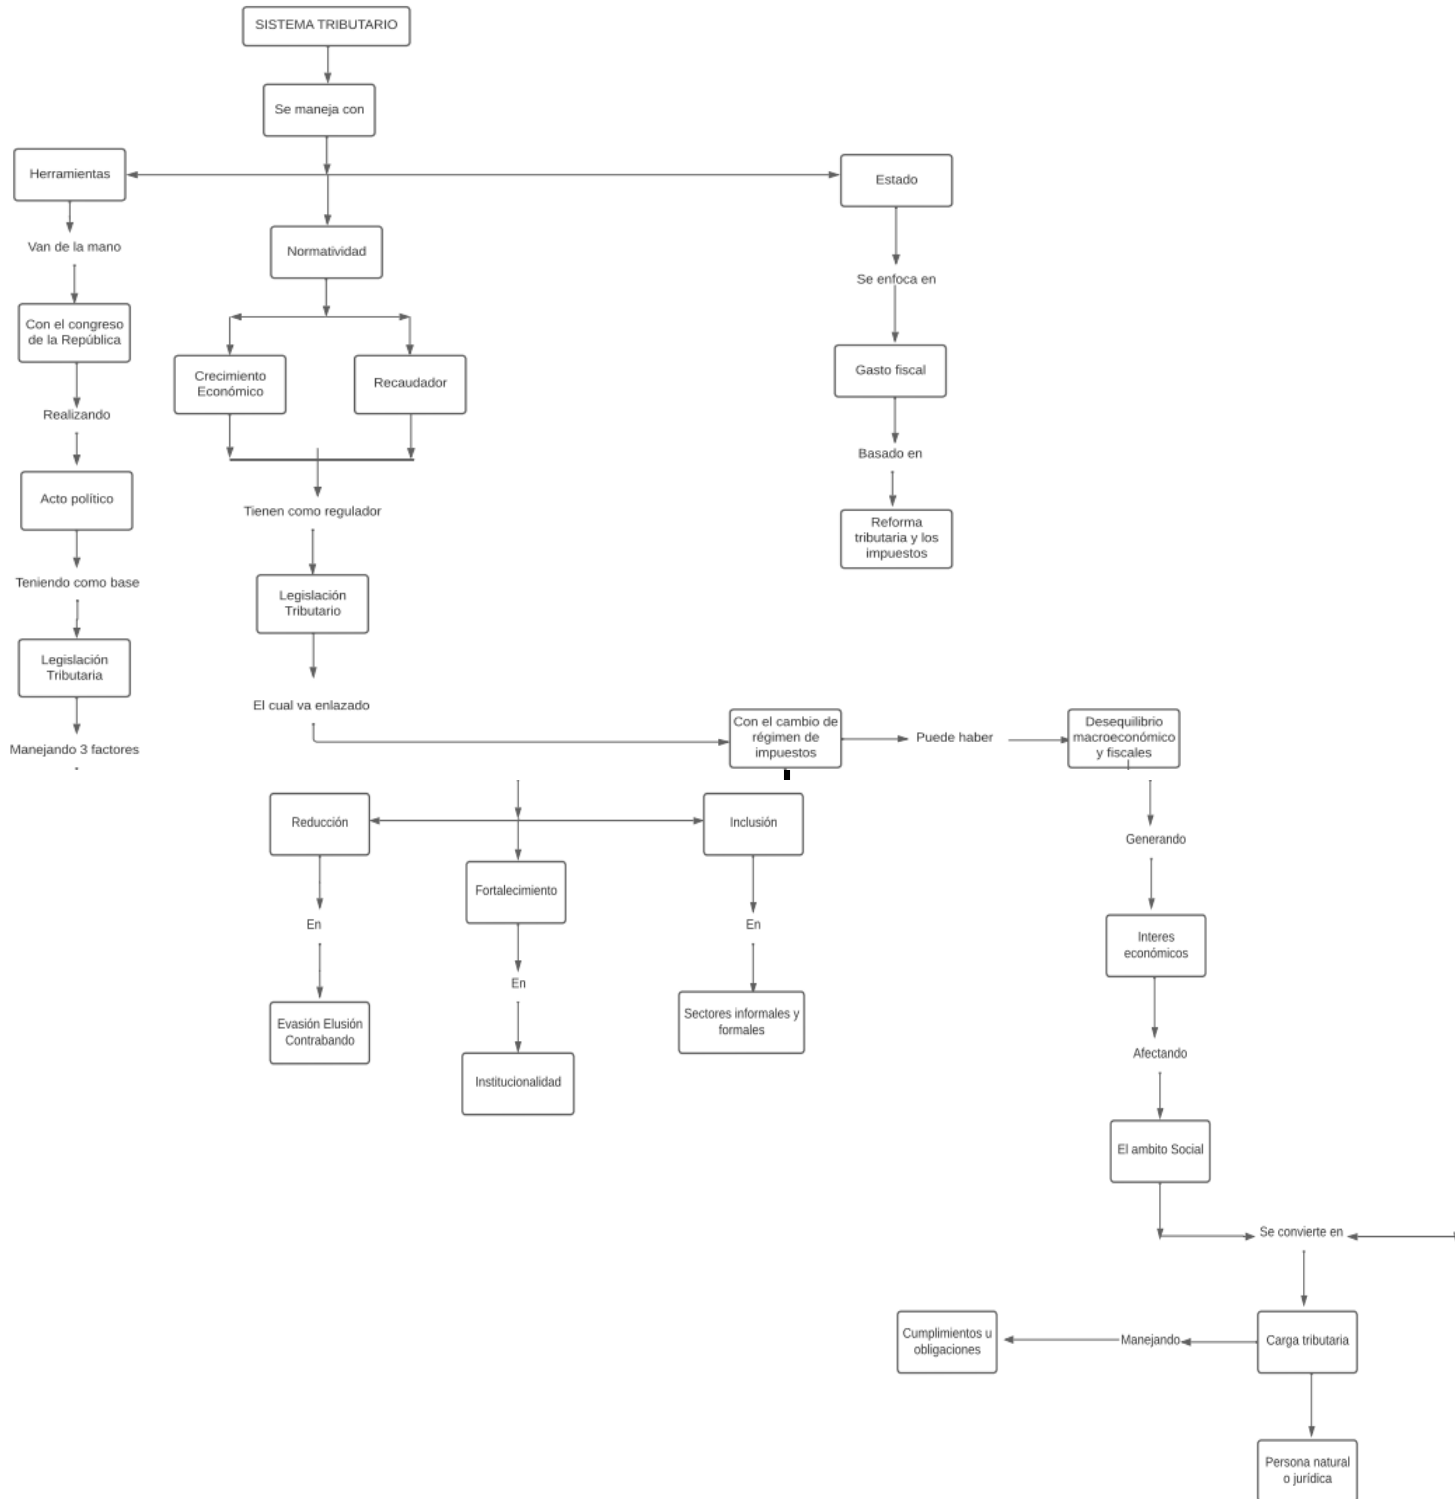 SISTEMA TRIBUTARIO
Se maneja con
Herramientas
Estado
Van de la mano
Normatividad
Se enfoca en
Con el congreso
de la República
Crecimiento
Económico
Recaudador
Gasto fiscal
Realizando
Basado en
Acto político
Tienen como regulador
Reforma
tributaria y los
impuestos
Teniendo como base
Legislación
Tributario
Legislación
Tributaria
El cual va enlazado
Manejando 3 factores
Con el cambio de
régimen de
impuestos
Puede haber
Desequilibrio
macroeconómico
y fiscales
Reducción
Inclusión
Generando
Fortalecimiento
En
En
Interes
económicos
En
Evasión Elusión
Contrabando
Sectores informales y
formales
Afectando
Institucionalidad
El ambito Social
Se convierte en
Cumplimientos u
obligaciones
Manejando
Carga tributaria
Persona natural
o jurídica